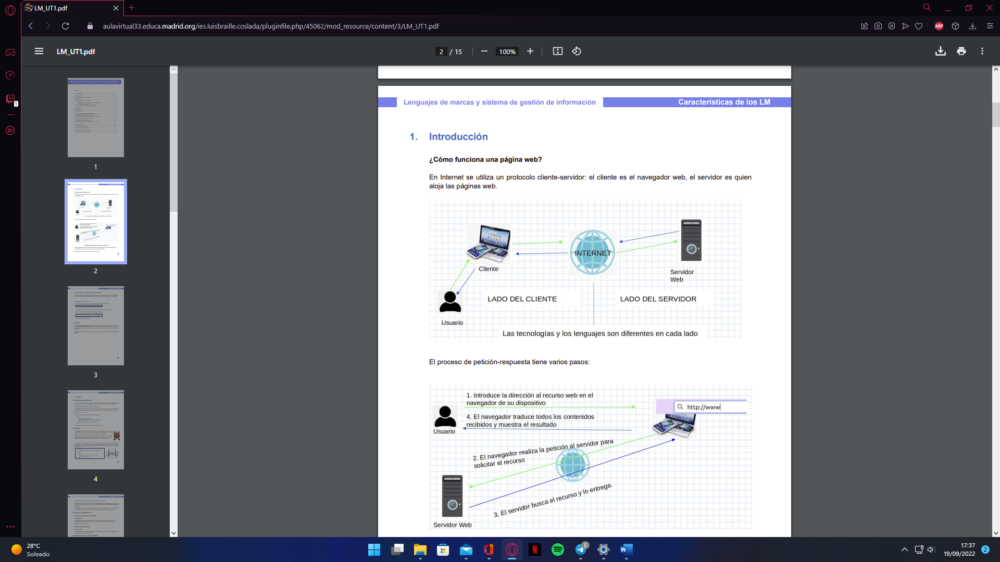 LM_UT1.pdf
aulavirtual33.educa.madrid.org/ies.luisbraille.coslada/pluginfile.php/45062/mod_resource/content/3/LM_UT1.pdf
ABP
1
LM_UT1.pdf
2 / 15
100%
1
2
3
4
Lenguajes de marcas y sistema de gestión de información
Características de los LM
1. Introducción
¿Cómo funciona una página web?
En Internet se utiliza un protocolo cliente-servidor: el cliente es el navegador web, el servidor es quien
aloja las páginas web.
INTERNET
Cliente
Servidor
Web
LADO DEL CLIENTE
LADO DEL SERVIDOR
Usuario
Las tecnologías y los lenguajes son diferentes en cada lado
El proceso de petición-respuesta tiene varios pasos:
1. Introduce la dirección al recurso web en el
navegador de su dispositivo
http://www
4. El navegador traduce todos los contenidos
recibidos y muestra el resultado
Usuario
2. El navegador realiza la petición al servidor para
solicitar el recurso
3. El servidor busca el recurso y lo entrega.
Servidor Web
28°C
Soleado
N
6
W
17:37
19/09/2022
2